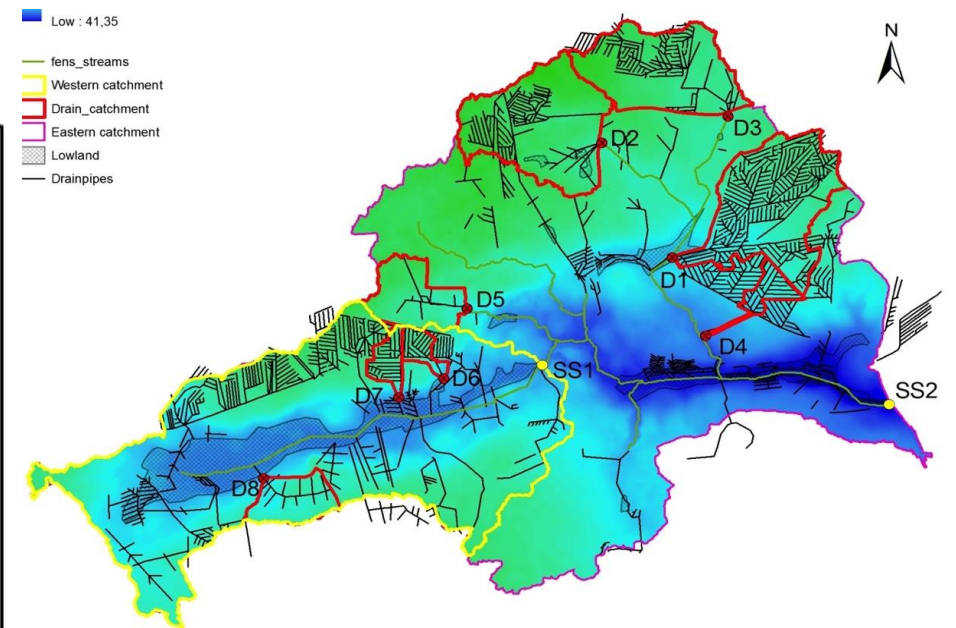 Low : 41,35
fens_streams
Western catchment
Drain_catchment
Eastern catchment
Lowland
Drainpipes
N
D3
D2
D1
D5
D4
SS1
D6
D7
SS2
D8